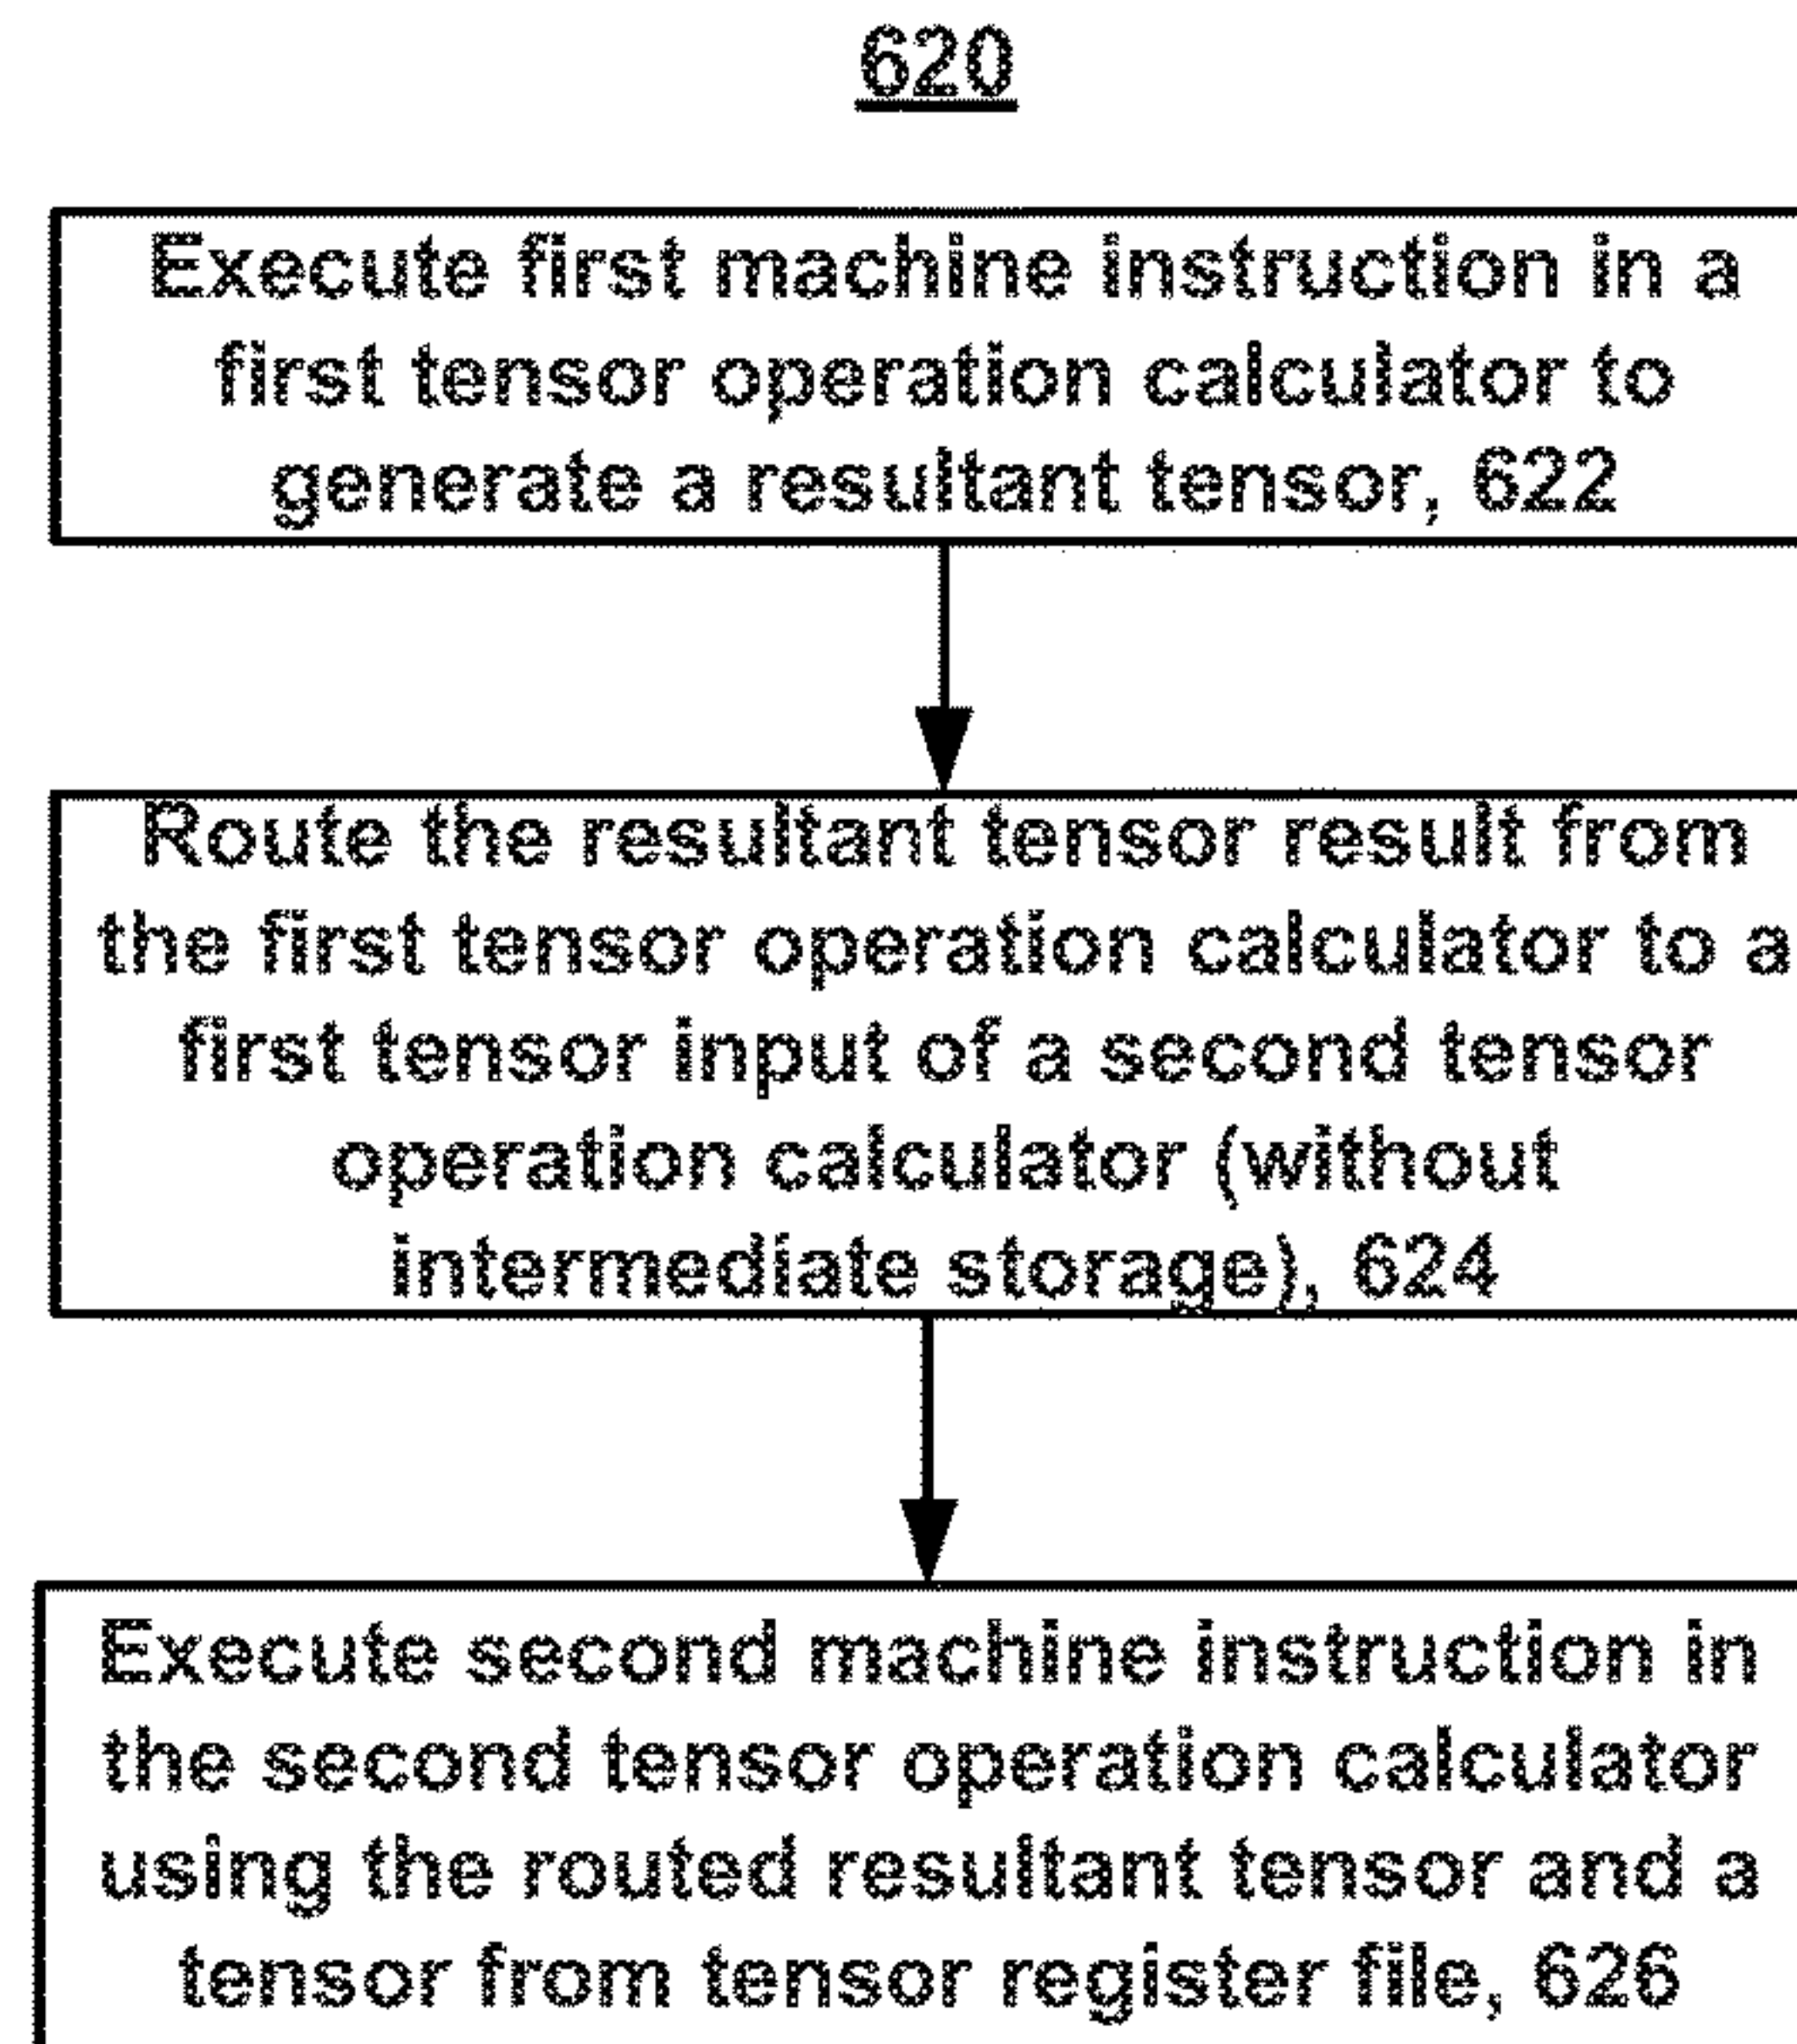 620
Execute first machine instruction in a
first tensor operation calculator to
generate a resultant tensor, 622
Route the resultant tensor result from
the first tensor operation calculator to a
first tensor input of a second tensor
operation calculator (without
intermediate storage), 624
Execute second machine instruction in
the second tensor operation calculator
using the routed resultant tensor and a
tensor from tensor register file, 626